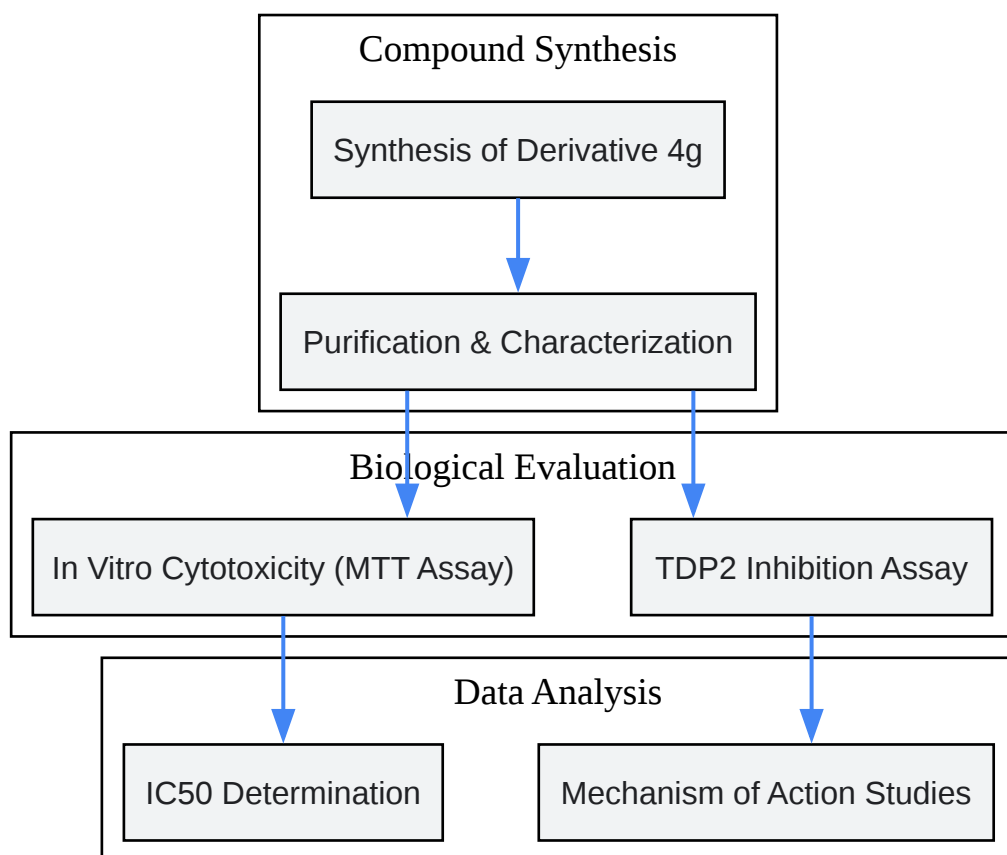 Compound Synthesis
Synthesis of Derivative 4g
Purification & Characterization
Biological Evaluation
In Vitro Cytotoxicity (MTT Assay)
TDP2 Inhibition Assay
Data Analysis
IC50 Determination
Mechanism of Action Studies